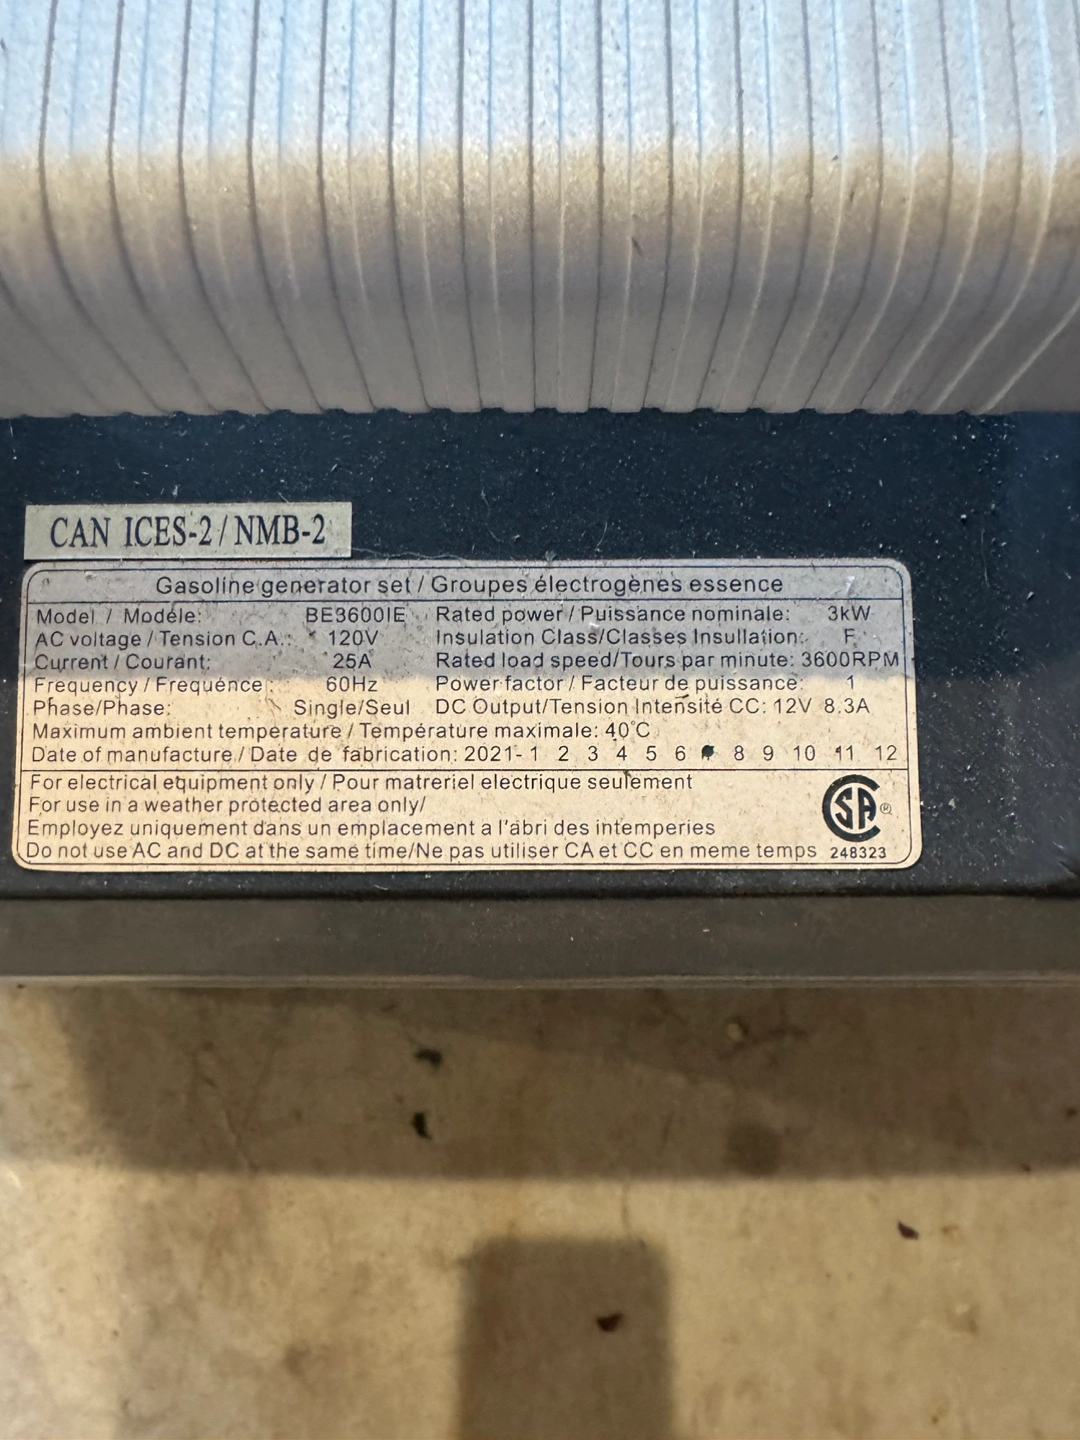 CAN ICES-2/NMB-2
Gasoline generator set / Groupes électrogènes essence
Model / Modéle: BE3600IE Rated power / Puissance nominale: 3kW
AC voltage / Tension C.A.: 120V Insulation Class/Classes Insullation: F
Current / Courant: 25A Rated load speed/Tours par minute: 3600RPM
Frequency / Frequénce: 60Hz Power factor / Facteur de puissance: 1
Phase/Phase: Single/Seul DC Output/Tension Intensité CC: 12V 8.3A
Maximum ambient temperature / Température maximale: 40°C
Date of manufacture / Date de fabrication: 2021- 1 2 3 4 5 6 8 9 10 11 12
For electrical equipment only / Pour matreriel electrique seulement
For use in a weather protected area only/
Employez uniquement dans un emplacement a l'äbri des intemperies
Do not use AC and DC at the same time/Ne pas utiliser CA et CC en meme temps
SA ®
248323